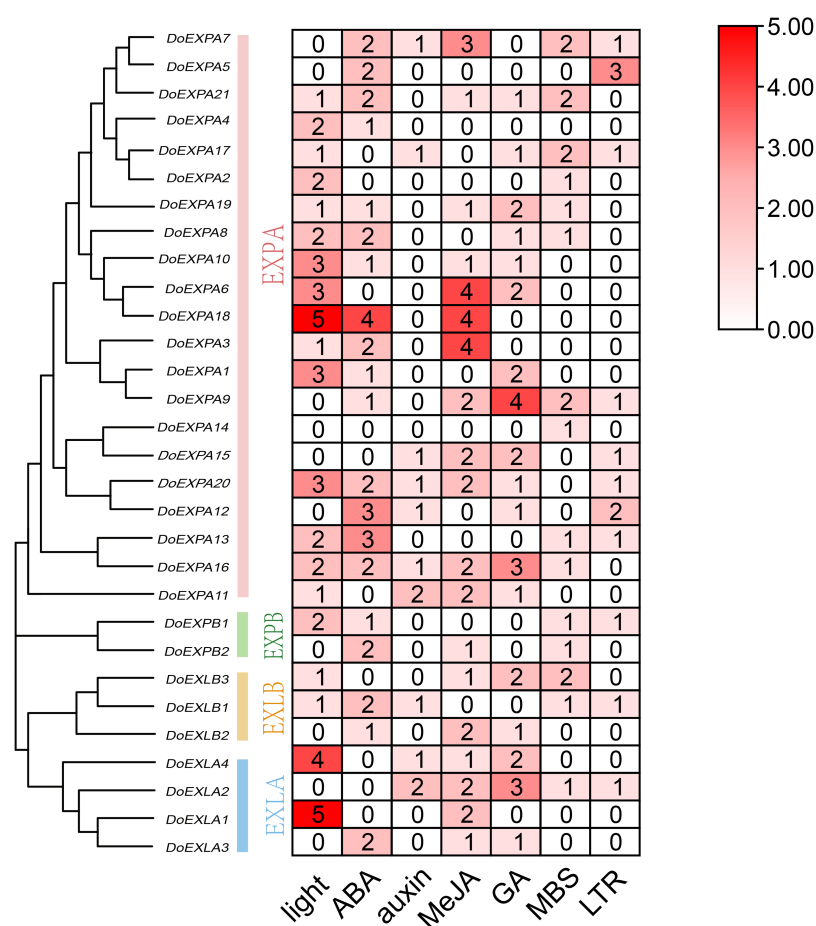 DoEXPA7 0 2 1 3 0 2 1
DoEXPA5 0 2 0 0 0 0 3
DoEXPA21 1 2 0 1 1 2 0
DoEXPA4 2 1 0 0 0 0 0
DoEXPA17 1 0 1 0 1 2 1
DoEXPA2 2 0 0 0 0 1 0
DoEXPA19 1 1 0 1 2 1 0
DoEXPA8 2 2 0 0 1 1 0
DoEXPA10 3 1 0 1 1 0 0
DoEXPA6 3 0 0 4 2 0 0
DoEXPA18 5 4 0 4 0 0 0
DoEXPA3 1 2 0 4 0 0 0
DoEXPA1 3 1 0 0 2 0 0
DoEXPA9 0 1 0 2 4 2 1
DoEXPA14 0 0 0 0 0 1 0
DoEXPA15 0 0 1 2 2 0 1
DoEXPA20 3 2 1 2 1 0 1
DoEXPA12 0 3 1 0 1 0 2
DoEXPA13 2 3 0 0 0 1 1
DoEXPA16 2 2 1 2 3 1 0
DoEXPA11 1 0 2 2 1 0 0
DoEXPB1 2 1 0 0 0 1 1
DoEXPB2 0 2 0 1 0 1 0
DoEXLB3 1 0 0 1 2 2 0
DoEXLB1 1 2 1 0 0 1 1
DoEXLB2 0 1 0 2 1 0 0
DoEXLA4 4 0 1 1 2 0 0
DoEXLA2 0 0 2 2 3 1 1
DoEXLA1 5 0 0 2 0 0 0
DoEXLA3 0 2 0 1 1 0 0
EXPA
EXPB
EXLB
EXLA
light ABA auxin MeJA GA MBS LTR
5.00
4.00
3.00
2.00
1.00
0.00